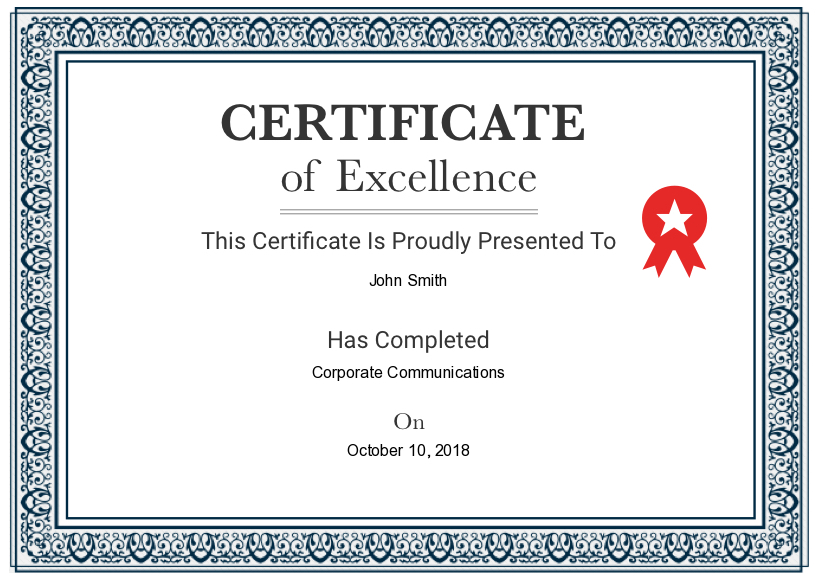 CERTIFICATE
of Excellence
This Certificate Is Proudly Presented To
John Smith
Has Completed
Corporate Communications
On
October 10, 2018